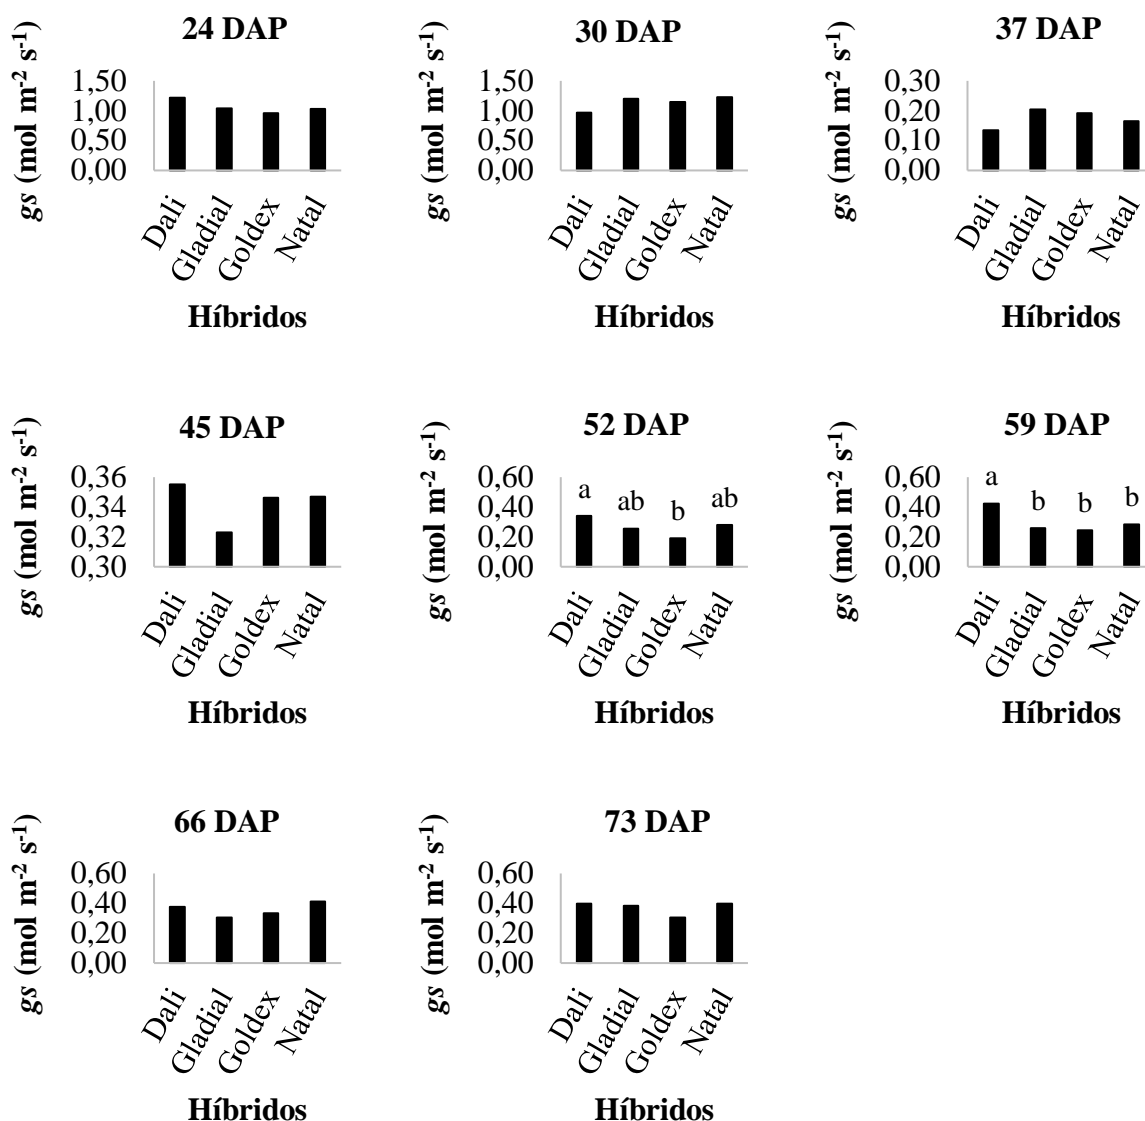 24 DAP
gs (mol m-2 s-1)
1,50
1,00
0,50
0,00
Dali
Gladial
Goldex
Natal
Híbridos
30 DAP
gs (mol m-2 s-1)
1,50
1,00
0,50
0,00
Dali
Gladial
Goldex
Natal
Híbridos
37 DAP
gs (mol m-2 s-1)
0,30
0,20
0,10
0,00
Dali
Gladial
Goldex
Natal
Híbridos
45 DAP
gs (mol m-2 s-1)
0,36
0,34
0,32
0,30
Dali
Gladial
Goldex
Natal
Híbridos
52 DAP
gs (mol m-2 s-1)
0,60
0,40
0,20
0,00
a ab b ab
Dali
Gladial
Goldex
Natal
Híbridos
59 DAP
gs (mol m-2 s-1)
0,60
0,40
0,20
0,00
a b b b
Dali
Gladial
Goldex
Natal
Híbridos
66 DAP
gs (mol m-2 s-1)
0,60
0,40
0,20
0,00
Dali
Gladial
Goldex
Natal
Híbridos
73 DAP
gs (mol m-2 s-1)
0,60
0,40
0,20
0,00
Dali
Gladial
Goldex
Natal
Híbridos